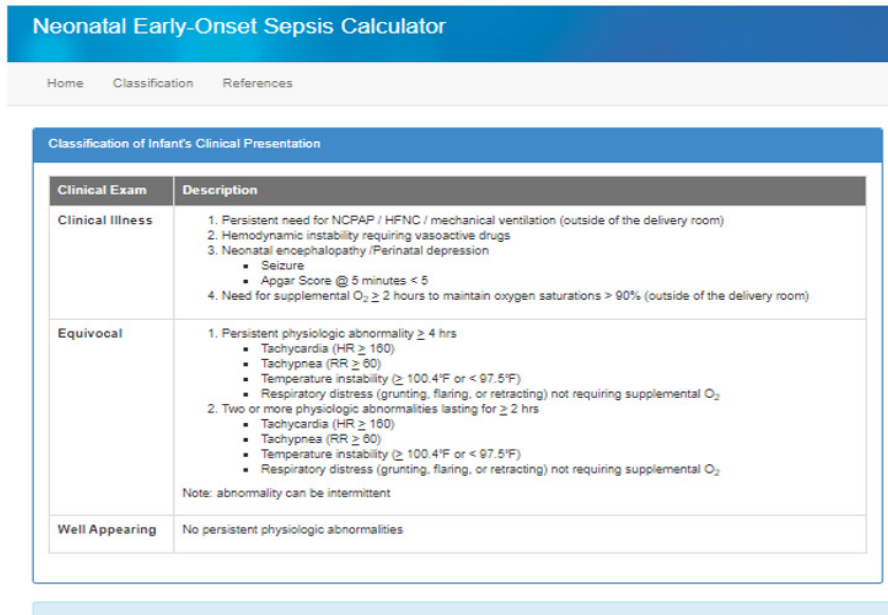 Neonatal Early-Onset Sepsis Calculator
Home Classification References
Classification of Infant's Clinical Presentation
Clinical Exam Description
Clinical Illness
1. Persistent need for NCPAP / HFNC / mechanical ventilation (outside of the delivery room)
2. Hemodynamic instability requiring vasoactive drugs
3. Neonatal encephalopathy /Perinatal depression
▪ Seizure
▪ Apgar Score @ 5 minutes < 5
4. Need for supplemental O₂ ≥ 2 hours to maintain oxygen saturations > 90% (outside of the delivery room)
Equivocal
1. Persistent physiologic abnormality ≥ 4 hrs
▪ Tachycardia (HR ≥ 160)
▪ Tachypnea (RR ≥ 60)
▪ Temperature instability (≥ 100.4°F or < 97.5°F)
▪ Respiratory distress (grunting, flaring, or retracting) not requiring supplemental O₂
2. Two or more physiologic abnormalities lasting for ≥ 2 hrs
▪ Tachycardia (HR ≥ 160)
▪ Tachypnea (RR ≥ 60)
▪ Temperature instability (≥ 100.4°F or < 97.5°F)
▪ Respiratory distress (grunting, flaring, or retracting) not requiring supplemental O₂
Note: abnormality can be intermittent
Well Appearing No persistent physiologic abnormalities